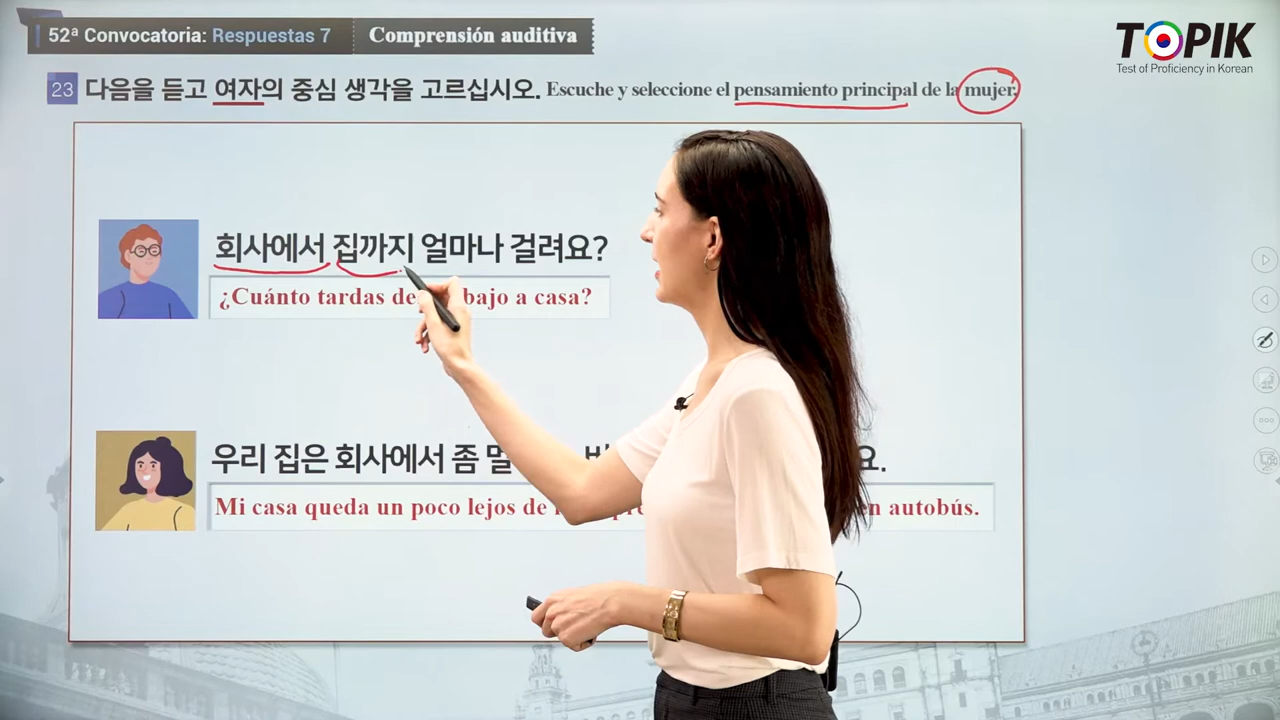 52ª Convocatoria: Respuestas 7 Comprensión auditiva
TOPIK
Test of Proficiency in Korean
23 다음을 듣고 여자의 중심 생각을 고르십시오. Escuche y seleccione el pensamiento principal de la mujer.
회사에서 집까지 얼마나 걸려요?
¿Cuánto tardas a casa?
우리 집은 회사에서 좀
Mi casa queda un poco lejos de en autobús.